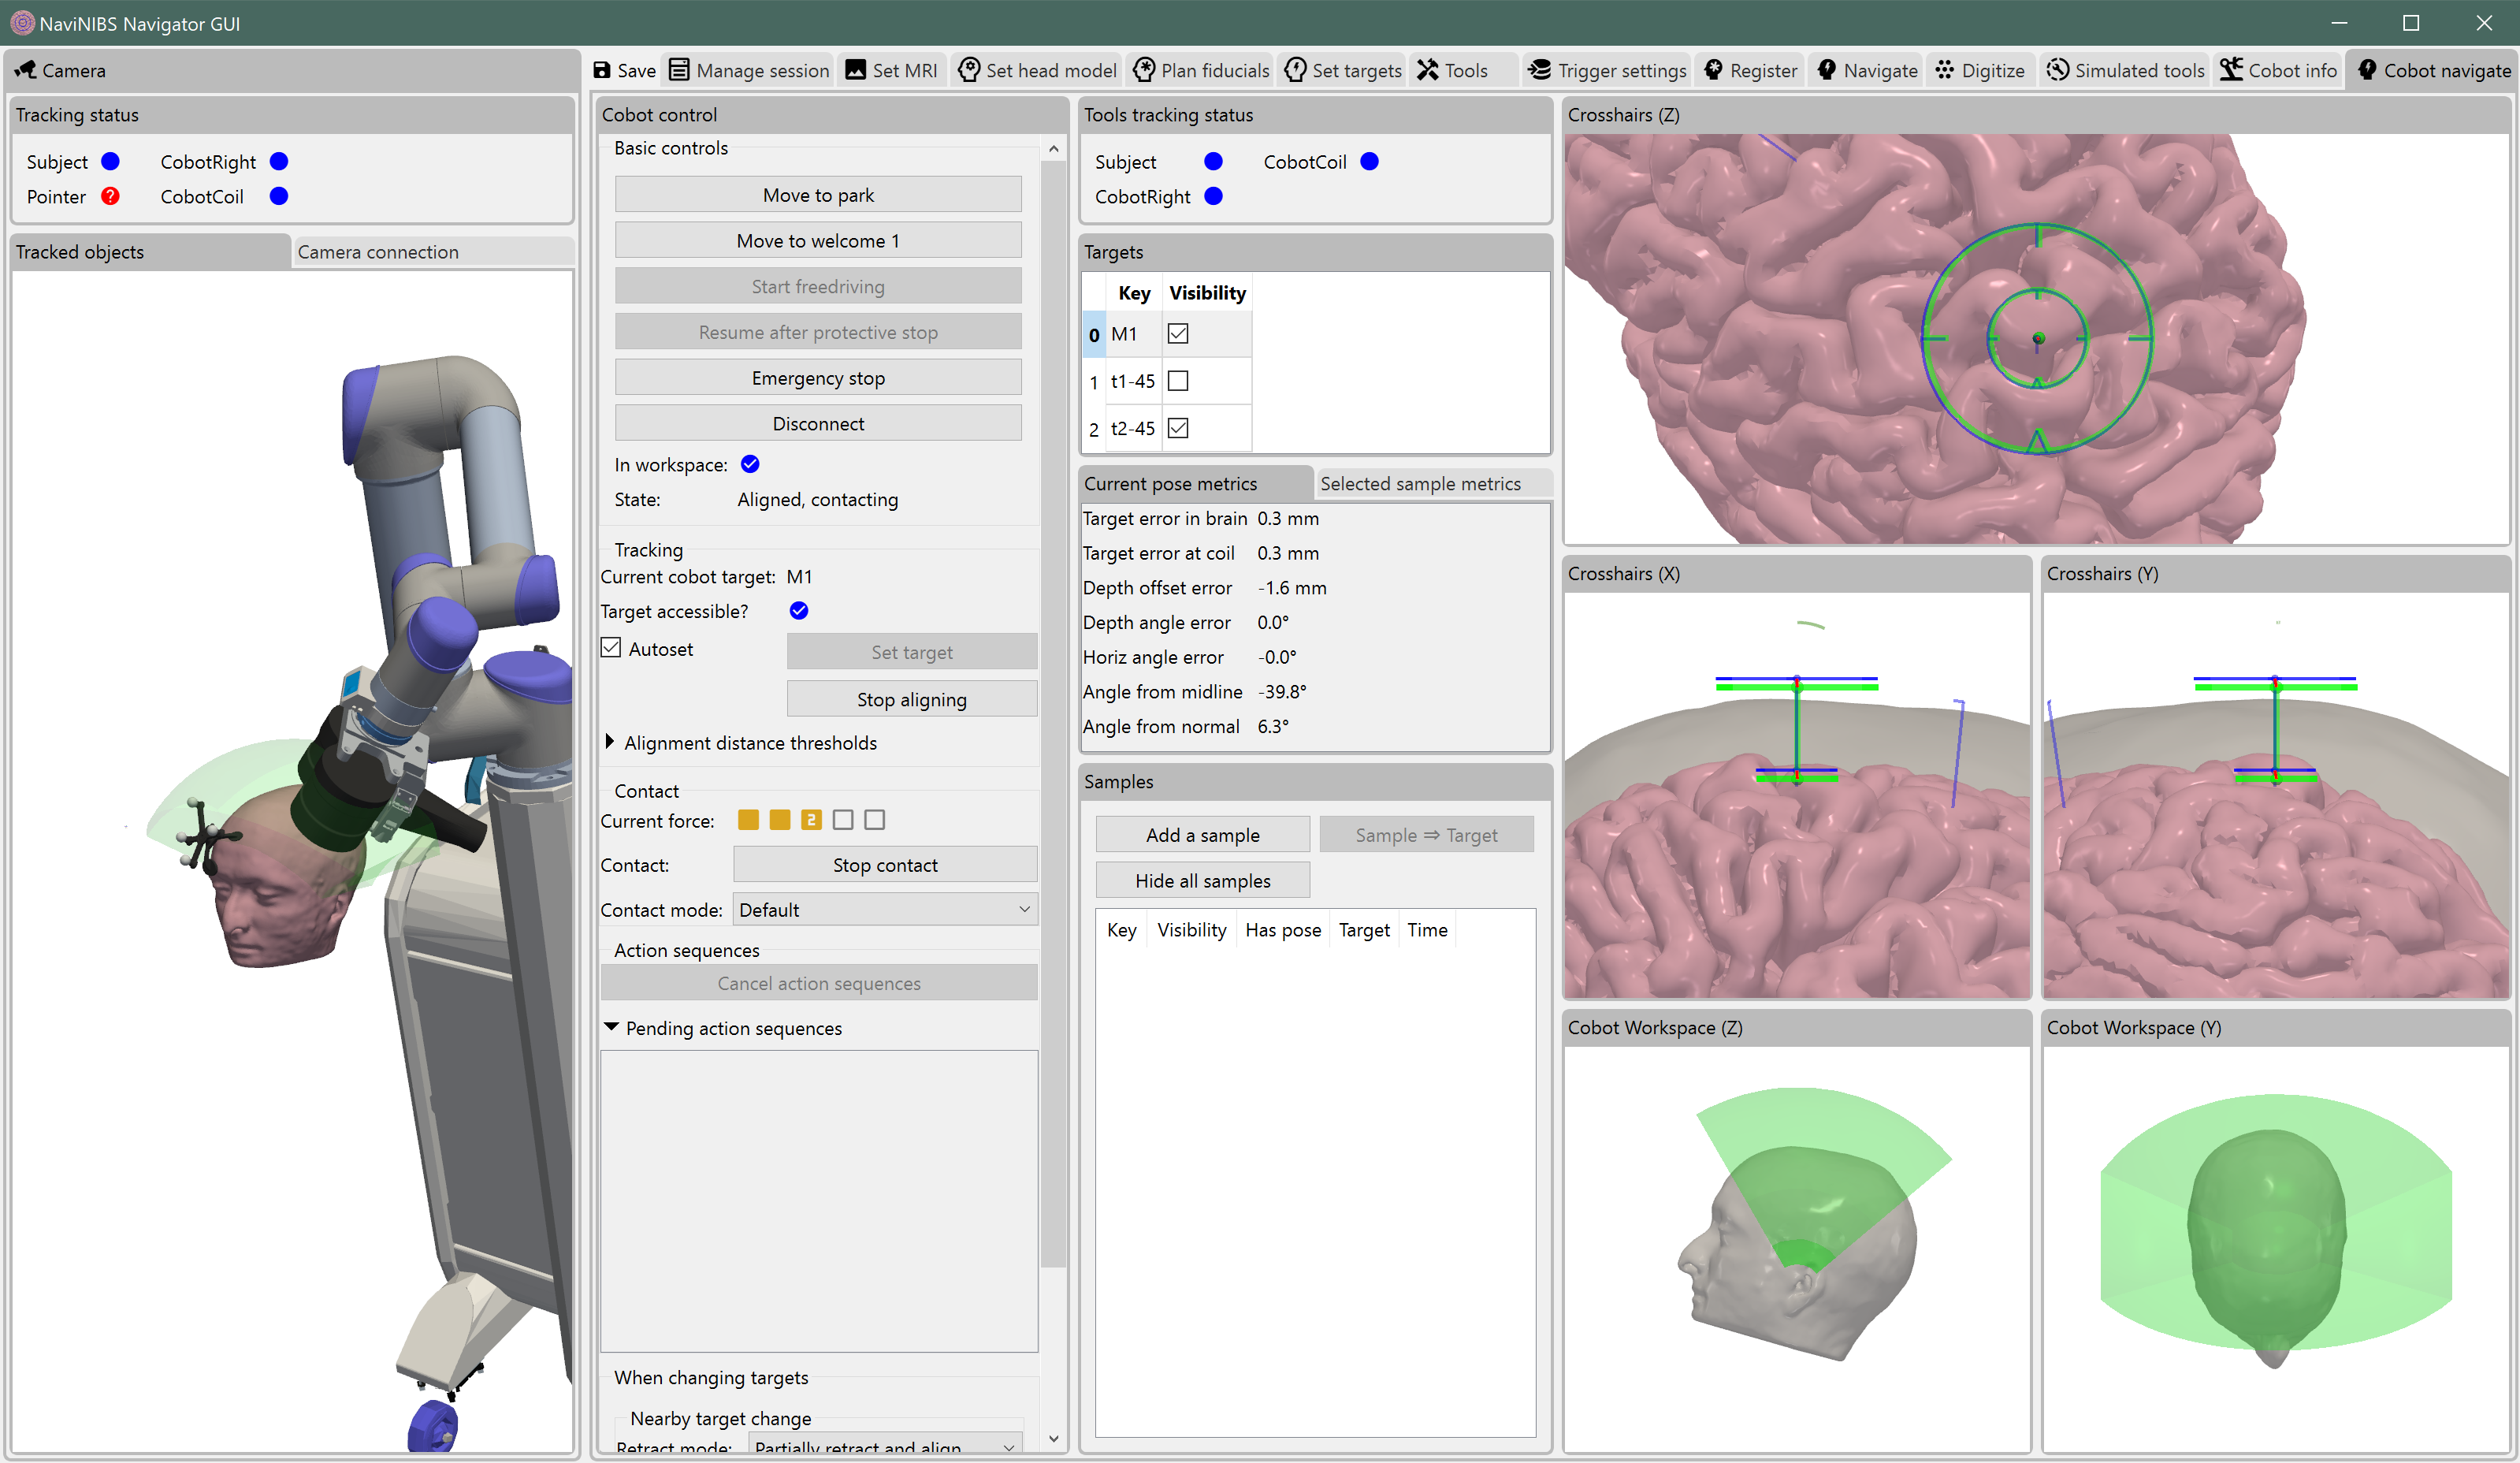 NaviNIBS Navigator GUI
Camera
Save
Manage session
Set MRI
Set head model
Plan fiducials
Set targets
Tools
Trigger settings
Register
Navigate
Digitize
Simulated tools
Cobot info
Cobot navigate
Tracking status
Subject
CobotRight
Pointer ?
CobotCoil
Tracked objects
Camera connection
Cobot control
Basic controls
Move to park
Move to welcome 1
Start freedriving
Resume after protective stop
Emergency stop
Disconnect
In workspace:
State: Aligned, contacting
Tracking
Current cobot target: M1
Target accessible?
Autoset
Set target
Stop aligning
Alignment distance thresholds
Contact
Current force: 2
Contact: Stop contact
Contact mode: Default
Action sequences
Cancel action sequences
Pending action sequences
When changing targets
Nearby target change
Retract mode: Partially retract and align
Tools tracking status
Subject
CobotCoil
CobotRight
Targets
Key Visibility
0 M1
1 t1-45
2 t2-45
Current pose metrics
Selected sample metrics
Target error in brain 0.3 mm
Target error at coil 0.3 mm
Depth offset error -1.6 mm
Depth angle error 0.0°
Horiz angle error -0.0°
Angle from midline -39.8°
Angle from normal 6.3°
Samples
Add a sample
Sample ⇒ Target
Hide all samples
Key Visibility Has pose Target Time
Crosshairs (Z)
Crosshairs (X)
Crosshairs (Y)
Cobot Workspace (Z)
Cobot Workspace (Y)